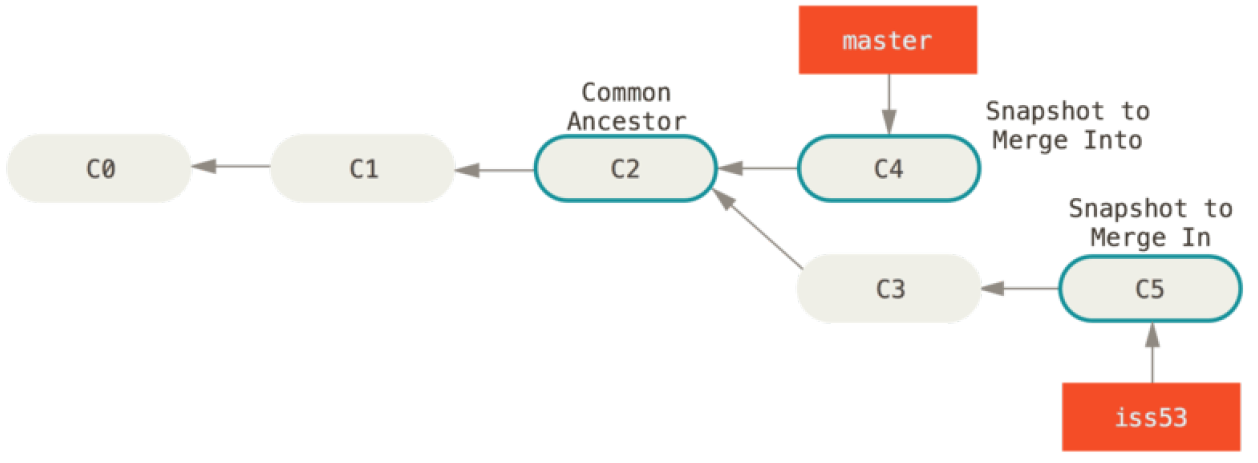 master
Common
Ancestor
Snapshot to
Merge Into
C0
C1
C2
C4
Snapshot to
Merge In
C3
C5
iss53